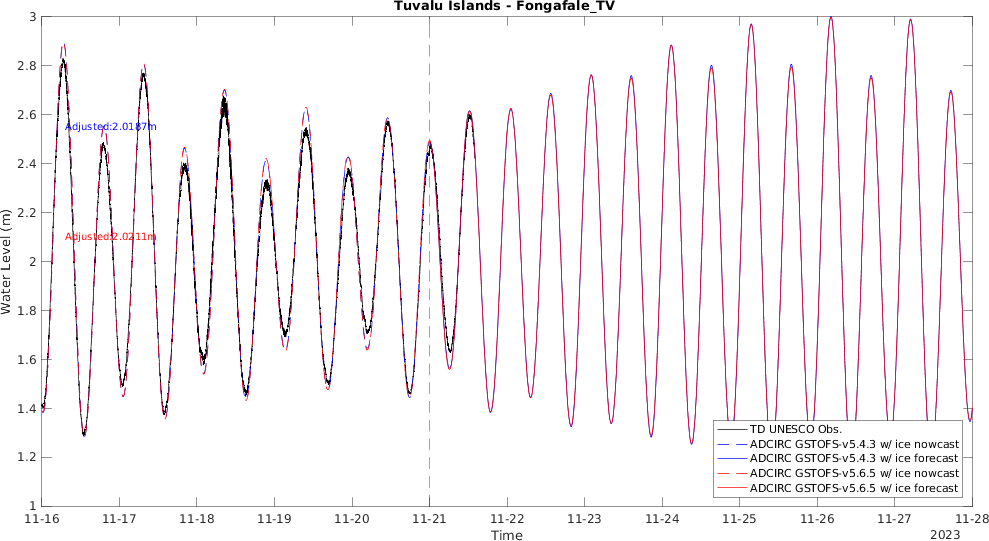 Tuvalu Islands - Fongafale_TV
3
2.8
2.6
2.4
2.2
2
1.8
1.6
1.4
1.2
1
Water Level (m)
Adjusted:2.0187m
Adjusted:2.0211m
TD UNESCO Obs.
ADCIRC GSTOFS-v5.4.3 w/ ice nowcast
ADCIRC GSTOFS-v5.4.3 w/ ice forecast
ADCIRC GSTOFS-v5.6.5 w/ ice nowcast
ADCIRC GSTOFS-v5.6.5 w/ ice forecast
11-16 11-17 11-18 11-19 11-20 11-21 11-22 11-23 11-24 11-25 11-26 11-27 11-28
Time
2023